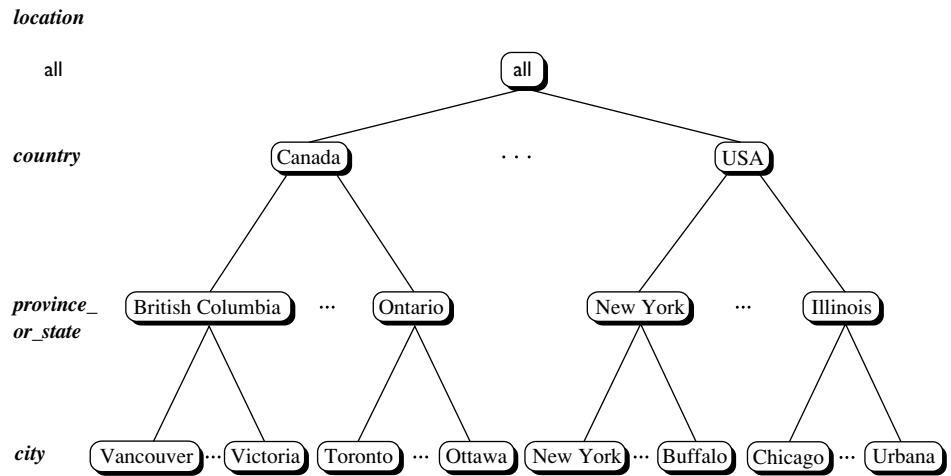 location
all all
country Canada . . . USA
province_ British Columbia ... Ontario New York ... Illinois
or_state
city Vancouver ... Victoria Toronto ... Ottawa New York ... Buffalo Chicago ... Urbana